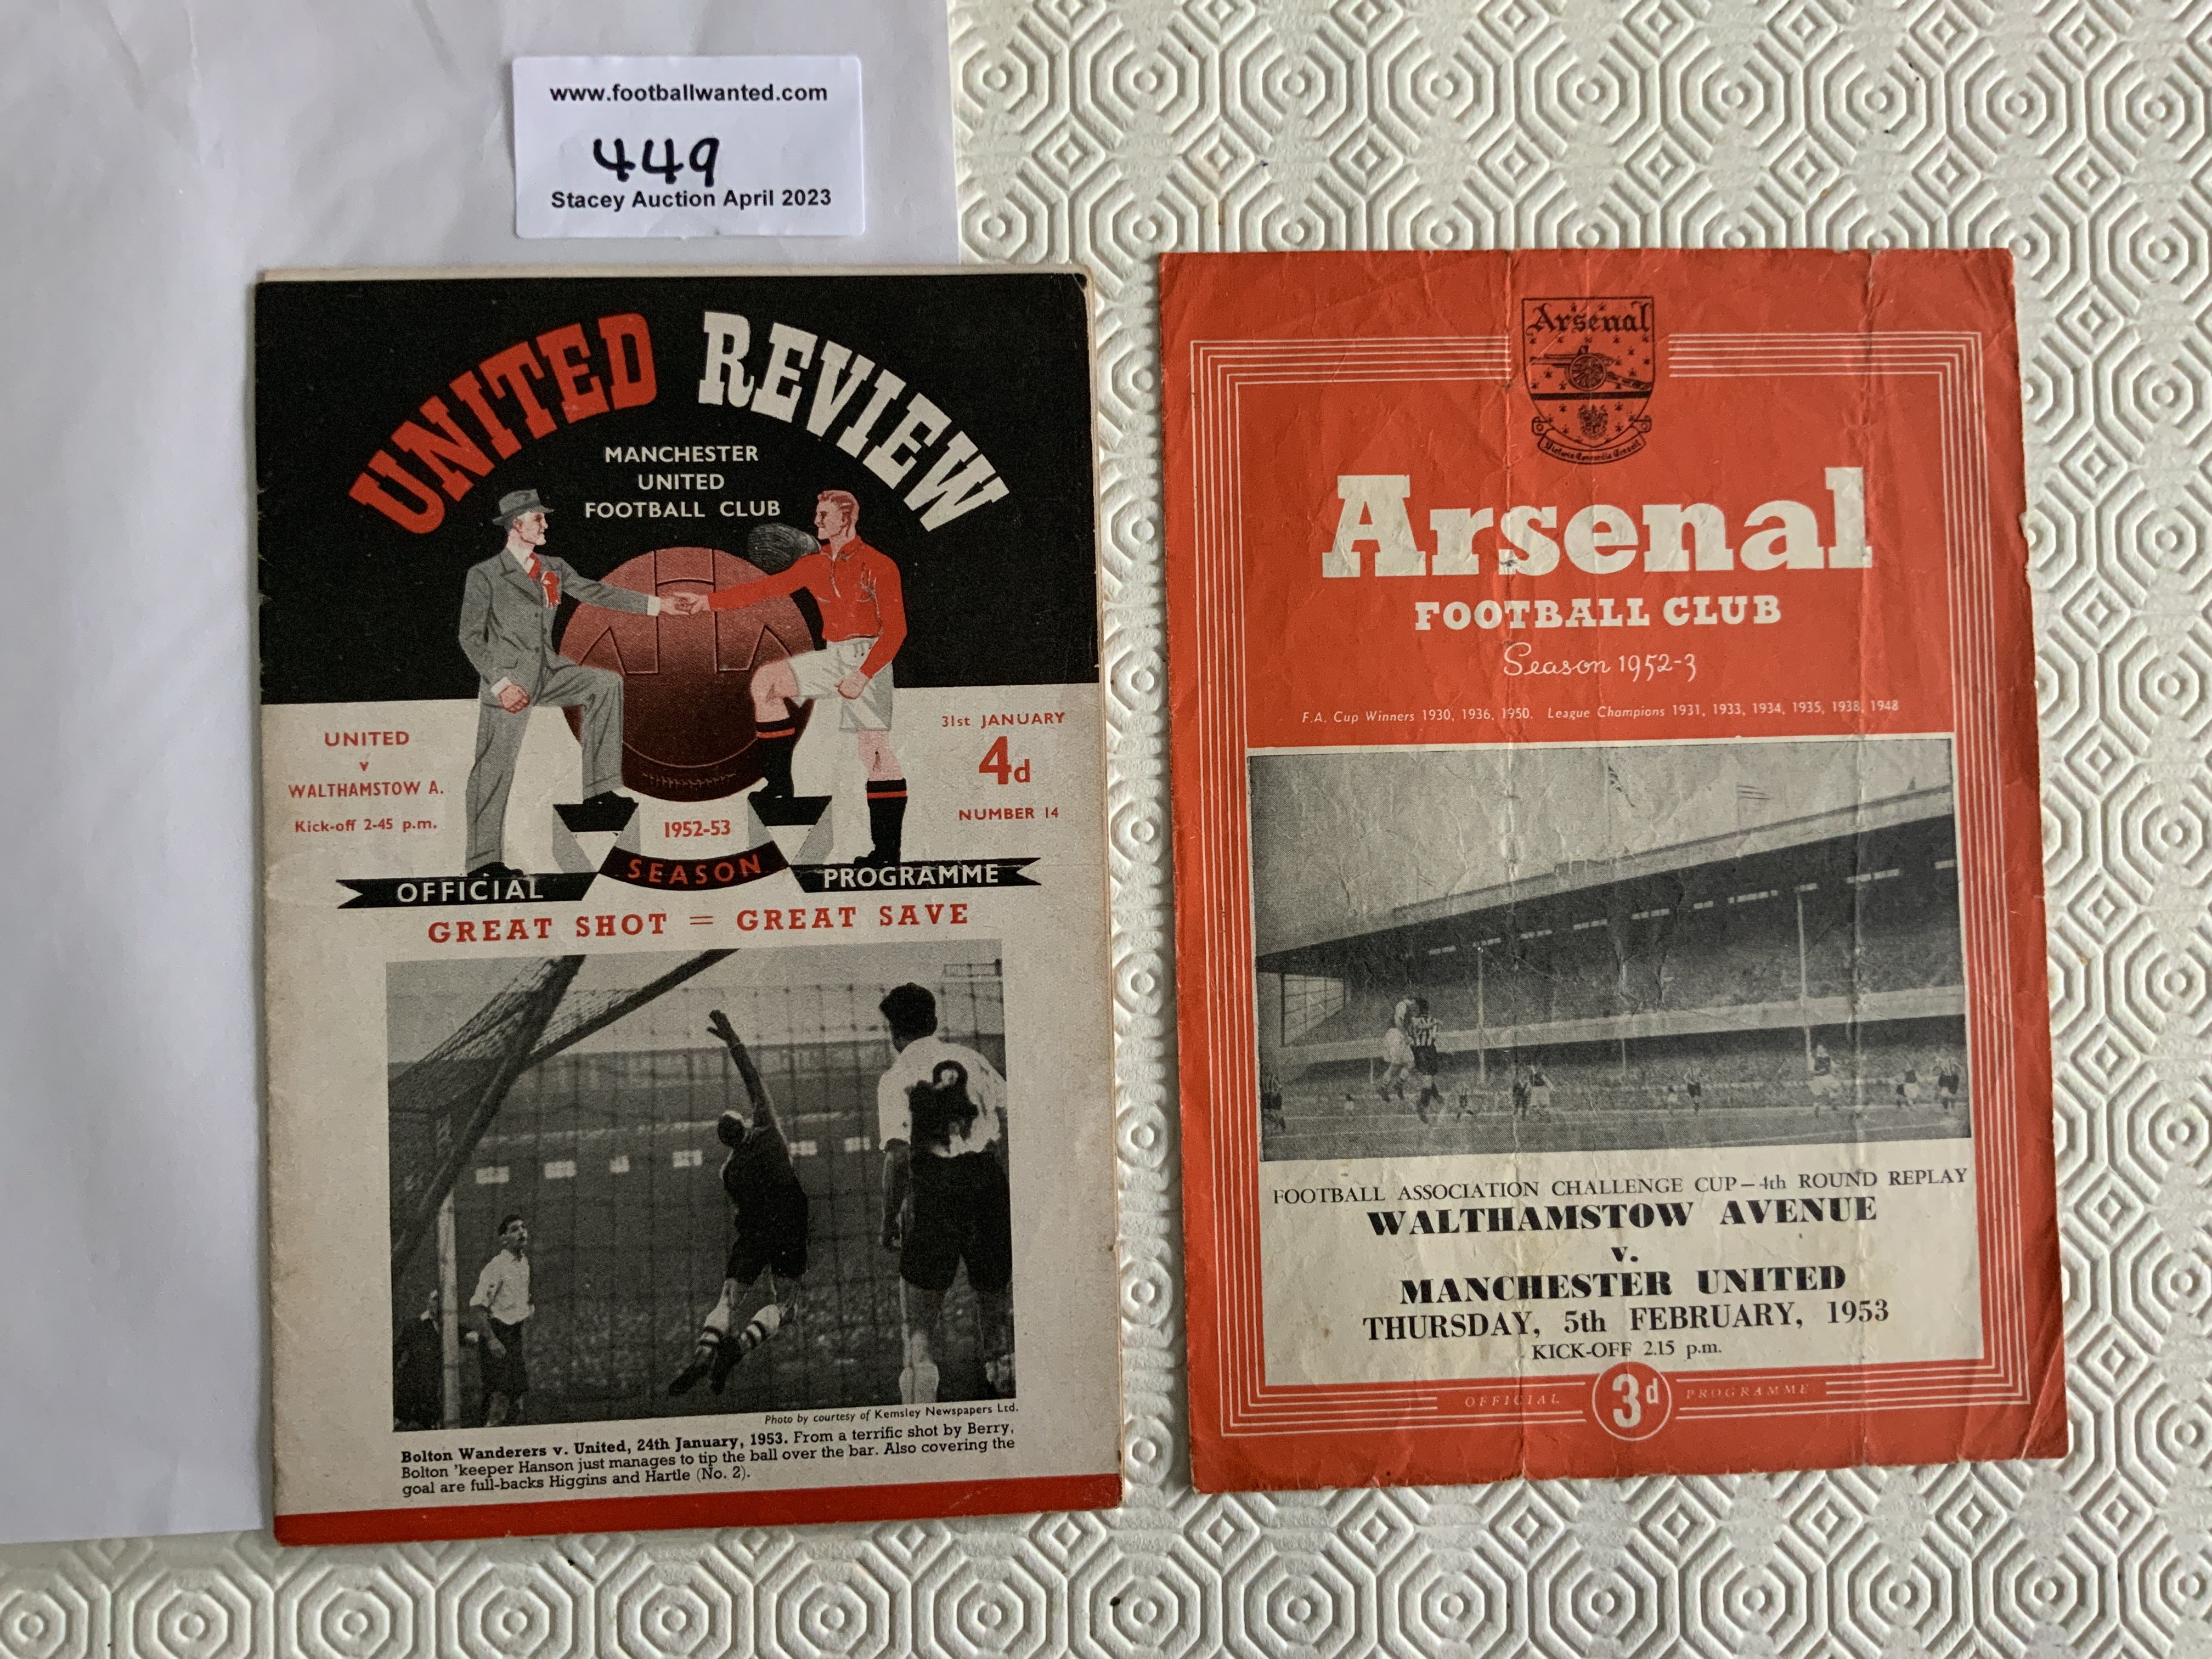 www.footballwanted.com
449
Stacey Auction April 2023
UNITED REVIEW
MANCHESTER
UNITED
FOOTBALL CLUB
UNITED
v
WALTHAMSTOW A.
Kick-off 2-45 p.m.
31st JANUARY
4d
NUMBER 14
1952-53
OFFICIAL SEASON PROGRAMME
GREAT SHOT = GREAT SAVE
2
Photo by courtesy of Kemsley Newspapers Ltd.
Bolton Wanderers v. United, 24th January, 1953. From a terrific shot by Berry,
Bolton 'keeper Hanson just manages to tip the ball over the bar. Also covering the
goal are full-backs Higgins and Hartle (No. 2).
Arsenal
Victoria Concordia Crescit
Arsenal
FOOTBALL CLUB
Season 1952-3
F.A. Cup Winners 1930, 1936, 1950. League Champions 1931, 1933, 1934, 1935, 1938, 1948
FOOTBALL ASSOCIATION CHALLENGE CUP—4th ROUND REPLAY
WALTHAMSTOW AVENUE
v.
MANCHESTER UNITED
THURSDAY, 5th FEBRUARY, 1953
KICK-OFF 2.15 p.m.
OFFICIAL 3d PROGRAMME